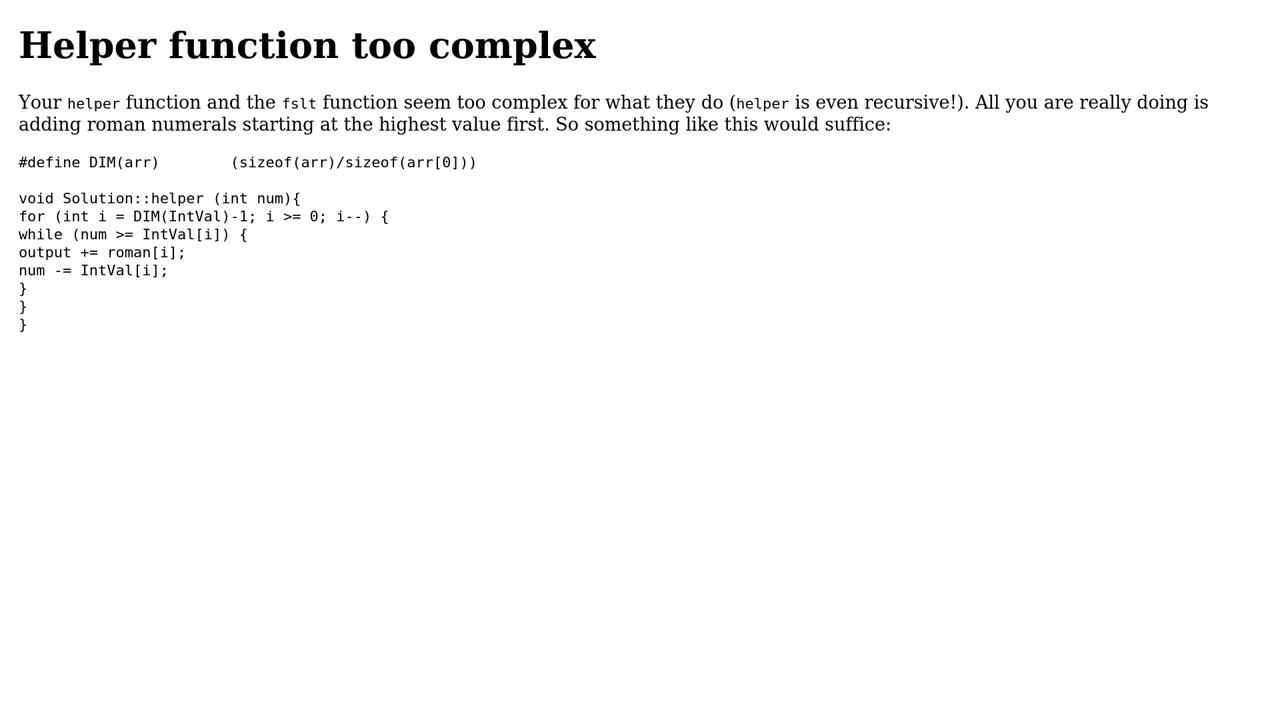 Helper function too complex
Your helper function and the fslt function seem too complex for what they do (helper is even recursive!). All you are really doing is
adding roman numerals starting at the highest value first. So something like this would suffice:
#define DIM(arr)        (sizeof(arr)/sizeof(arr[0]))
void Solution::helper (int num){
for (int i = DIM(IntVal)-1; i >= 0; i--) {
while (num >= IntVal[i]) {
output += roman[i];
num -= IntVal[i];
}
}
}